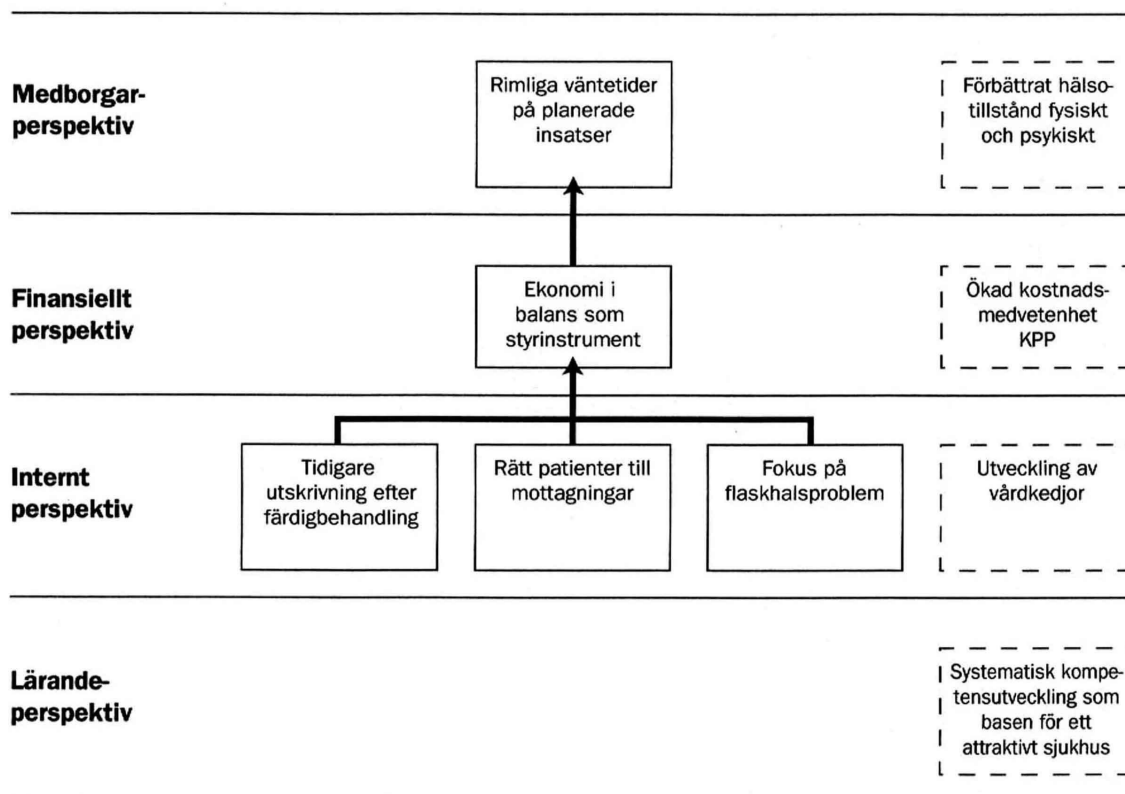 Medborgar-
perspektiv
Rimliga väntetider
på planerade
insatser
Förbättrat hälso-
tillstånd fysiskt
och psykiskt
Finansiellt
perspektiv
Ekonomi i
balans som
styrinstrument
Ökad kostnads-
medvetenhet
KPP
Internt
perspektiv
Tidigare
utskrivning efter
färdigbehandling
Rätt patienter till
mottagningar
Fokus på
flaskhalsproblem
Utveckling av
vårdkedjor
Lärande-
perspektiv
Systematisk kompe-
tensutveckling som
basen för ett
attraktivt sjukhus